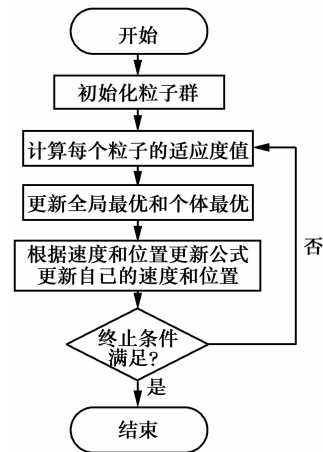 开始
初始化粒子群
计算每个粒子的适应度值
更新全局最优和个体最优
根据速度和位置更新公式
更新自己的速度和位置
否
终止条件
满足?
是
结束